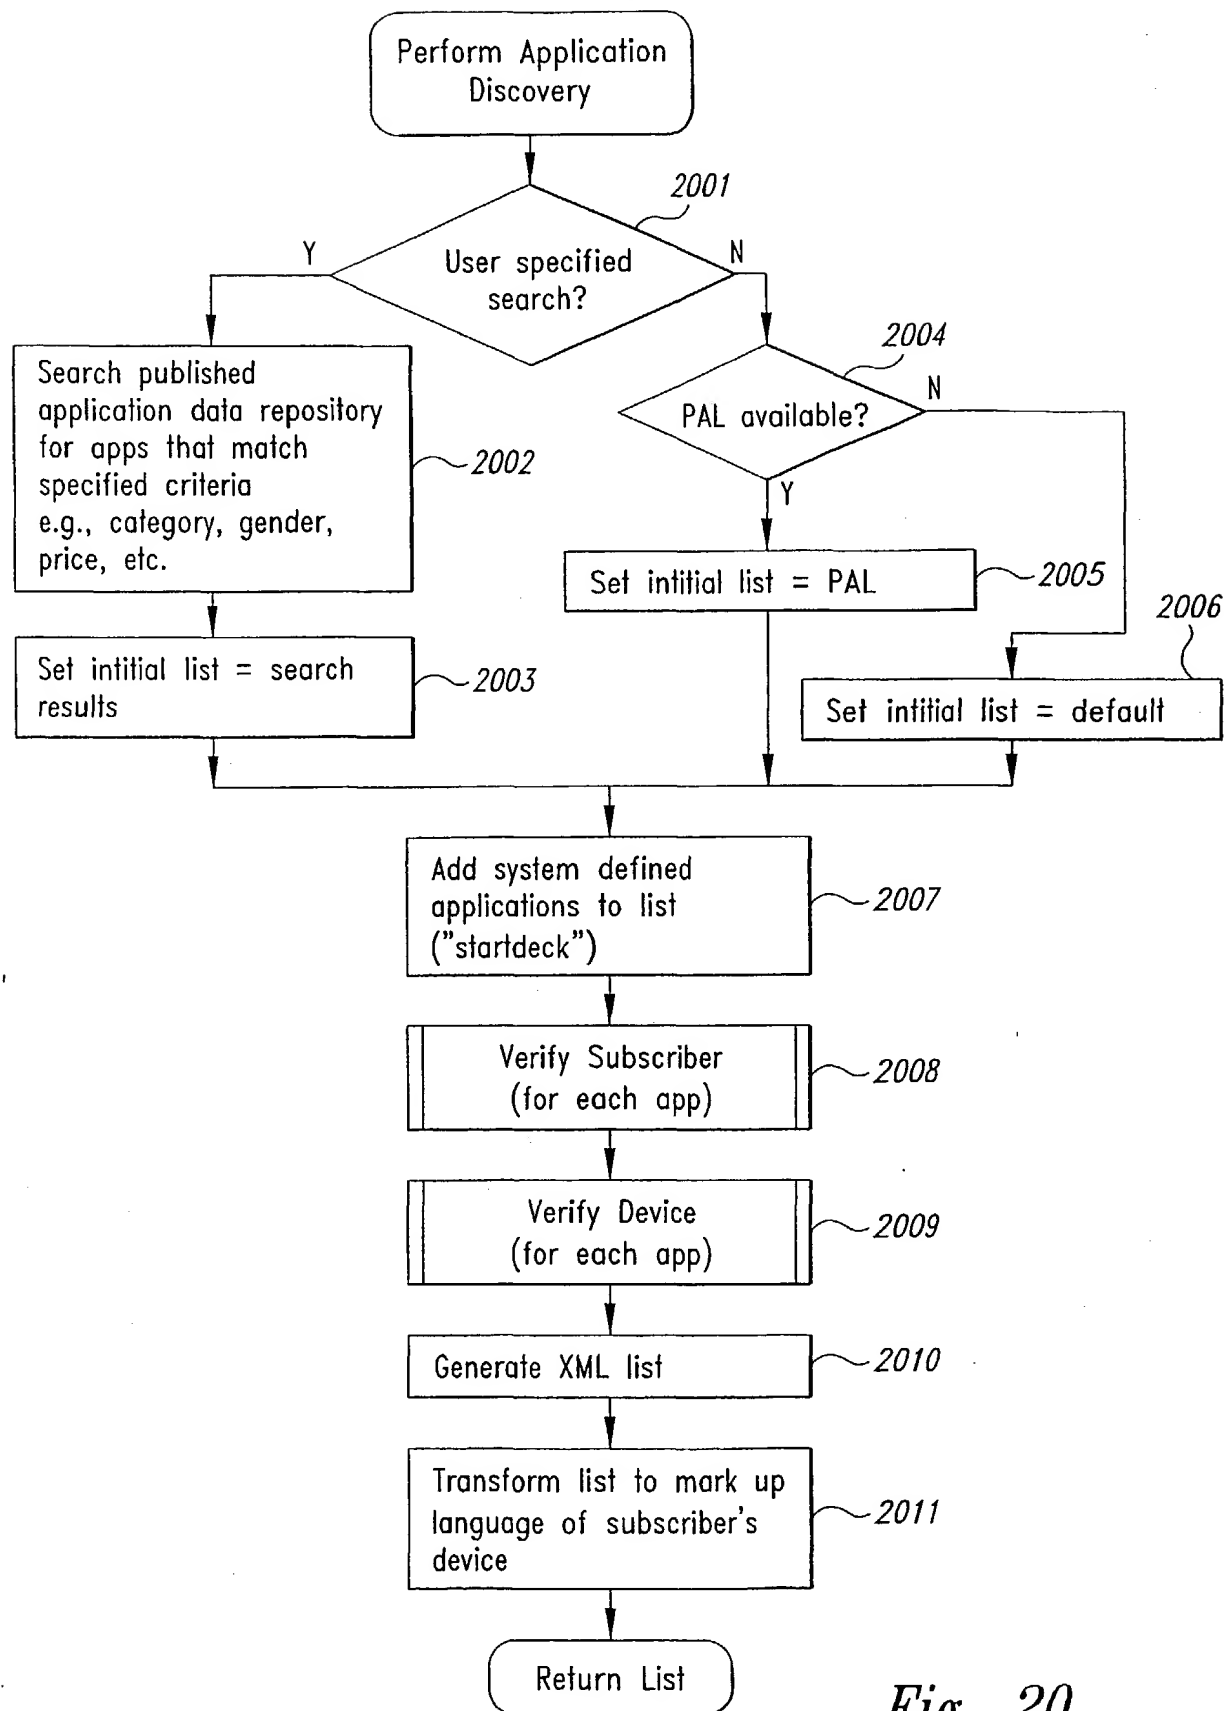 Perform Application
Discovery
2001
Y
N
User specified
search?
2004
Search published
application data repository
for apps that match
specified criteria
e.g., category, gender,
price, etc.
2002
N
PAL available?
Y
Set intitial list = PAL
2005
2006
Set intitial list = search
results
2003
Set intitial list = default
Add system defined
applications to list
("startdeck")
2007
Verify Subscriber
(for each app)
2008
Verify Device
(for each app)
2009
Generate XML list
2010
Transform list to mark up
language of subscriber's
device
2011
Return List
Fig. 20